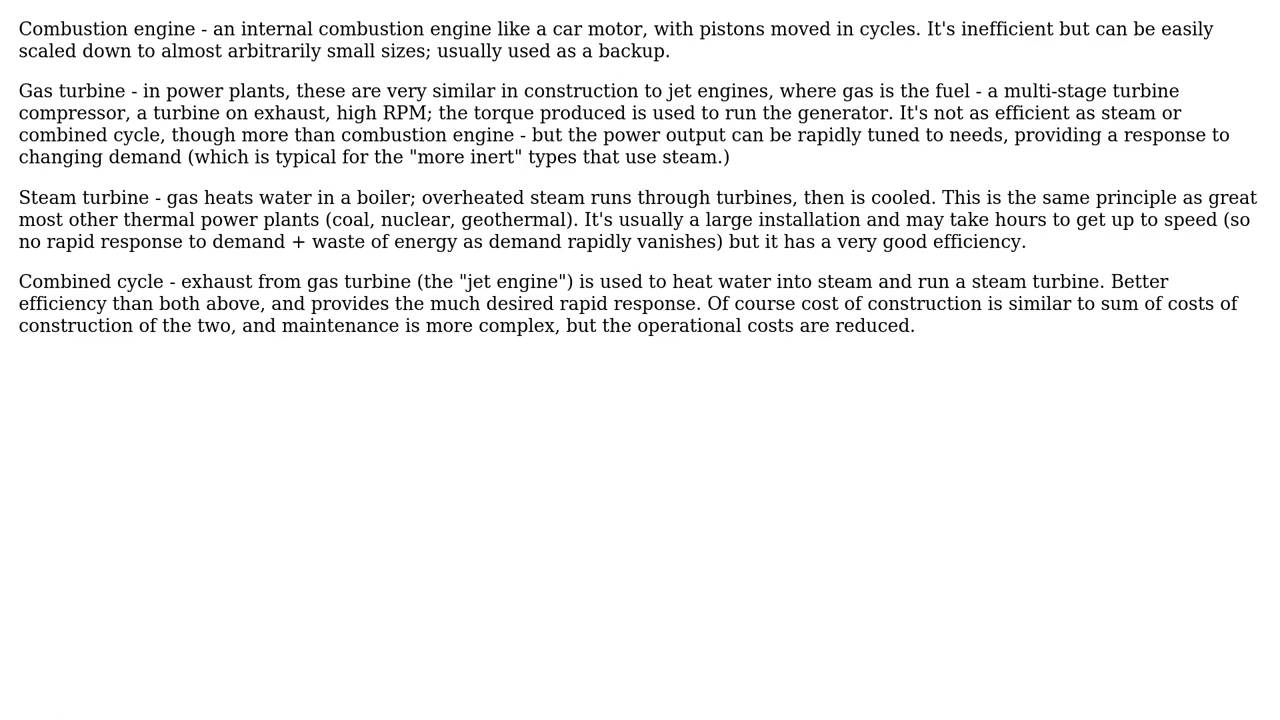 Combustion engine - an internal combustion engine like a car motor, with pistons moved in cycles. It's inefficient but can be easily
scaled down to almost arbitrarily small sizes; usually used as a backup.
Gas turbine - in power plants, these are very similar in construction to jet engines, where gas is the fuel - a multi-stage turbine
compressor, a turbine on exhaust, high RPM; the torque produced is used to run the generator. It's not as efficient as steam or
combined cycle, though more than combustion engine - but the power output can be rapidly tuned to needs, providing a response to
changing demand (which is typical for the "more inert" types that use steam.)
Steam turbine - gas heats water in a boiler; overheated steam runs through turbines, then is cooled. This is the same principle as great
most other thermal power plants (coal, nuclear, geothermal). It's usually a large installation and may take hours to get up to speed (so
no rapid response to demand + waste of energy as demand rapidly vanishes) but it has a very good efficiency.
Combined cycle - exhaust from gas turbine (the "jet engine") is used to heat water into steam and run a steam turbine. Better
efficiency than both above, and provides the much desired rapid response. Of course cost of construction is similar to sum of costs of
construction of the two, and maintenance is more complex, but the operational costs are reduced.